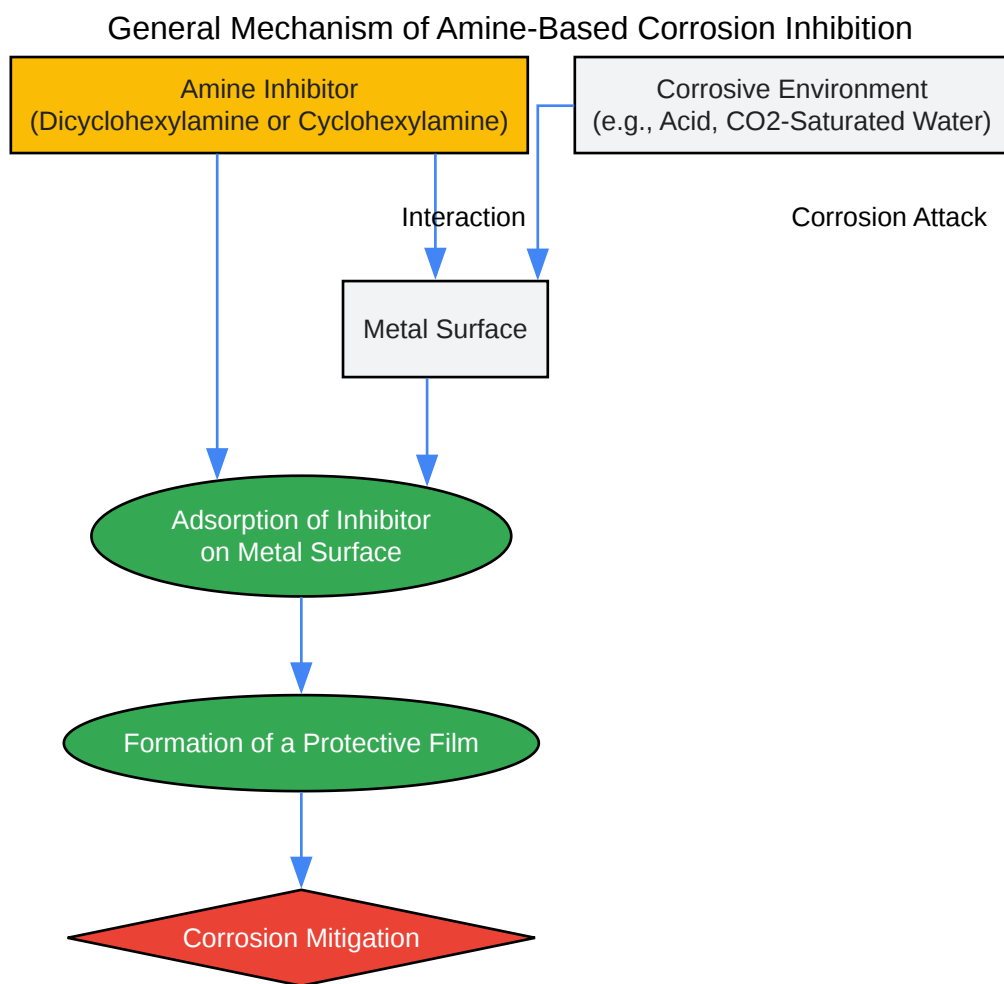 General Mechanism of Amine-Based Corrosion Inhibition
Amine Inhibitor
(Dicyclohexylamine or Cyclohexylamine)
Corrosive Environment
(e.g., Acid, CO2-Saturated Water)
Interaction
Corrosion Attack
Metal Surface
Adsorption of Inhibitor
on Metal Surface
Formation of a Protective Film
Corrosion Mitigation